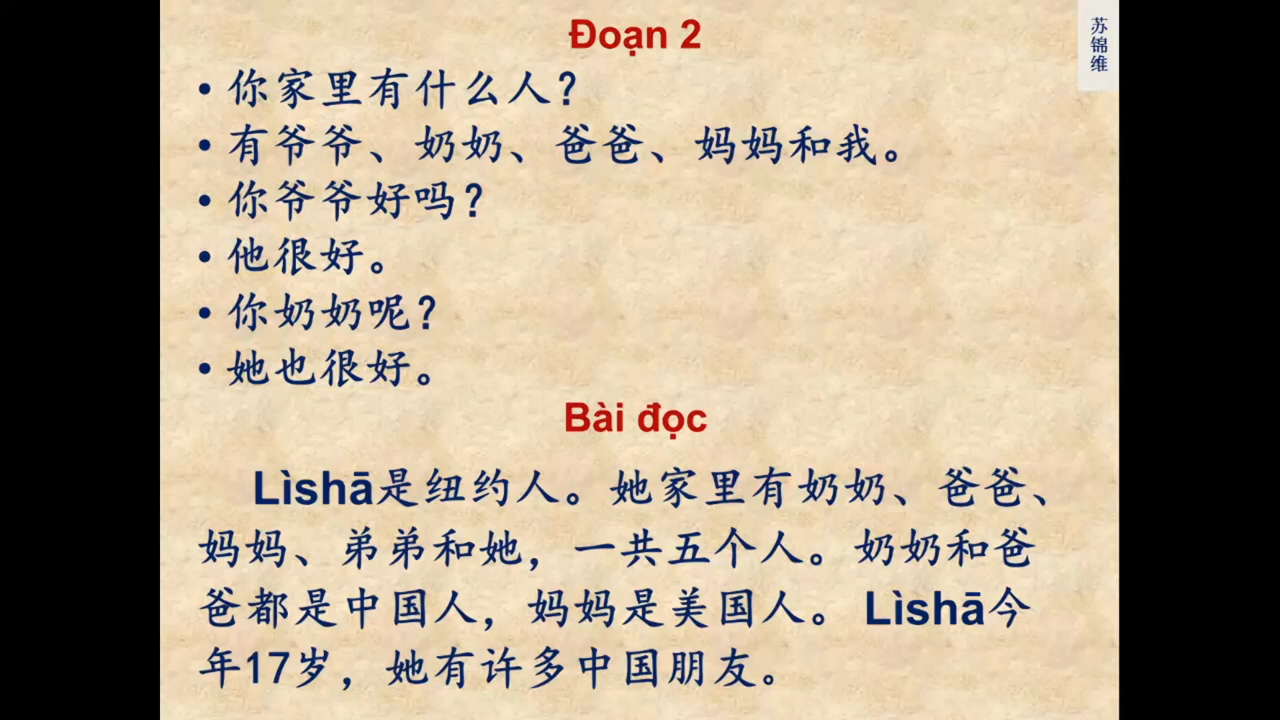 Đoạn 2
苏锦维
• 你家里有什么人？
• 有爷爷、奶奶、爸爸、妈妈和我。
• 你爷爷好吗？
• 他很好。
• 你奶奶呢？
• 她也很好。
Bài đọc
Lìshā是纽约人。她家里有奶奶、爸爸、
妈妈、弟弟和她，一共五个人。奶奶和爸
爸都是中国人，妈妈是美国人。Lìshā今
年17岁，她有许多中国朋友。